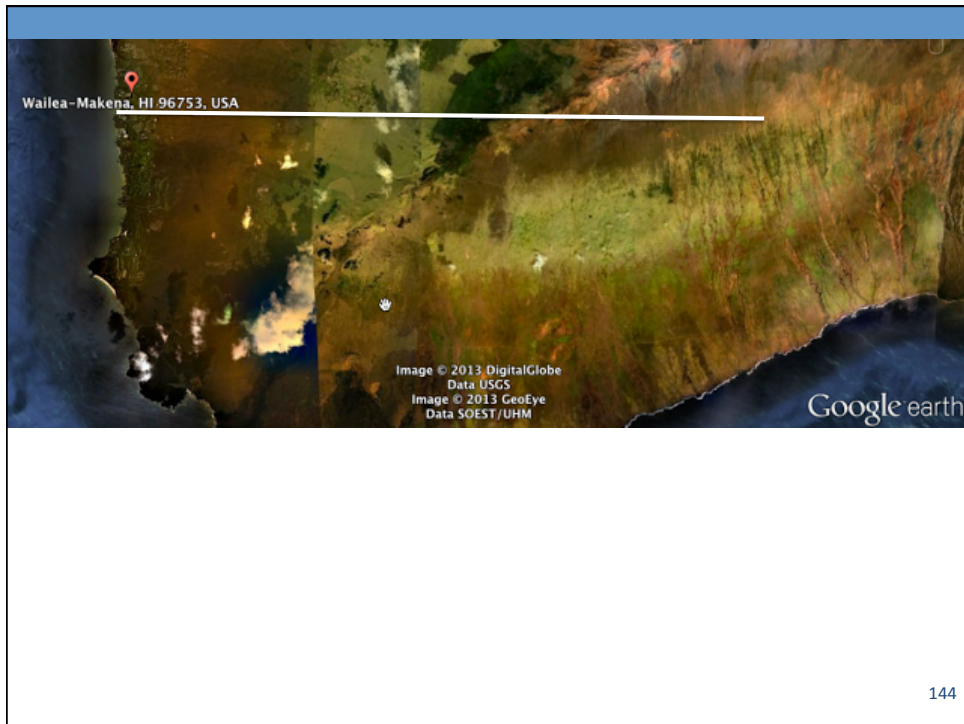 Wailea-Makena, HI 96753, USA
Image © 2013 DigitalGlobe
Data USGS
Image © 2013 GeoEye
Data SOEST/UHM
Google earth
144